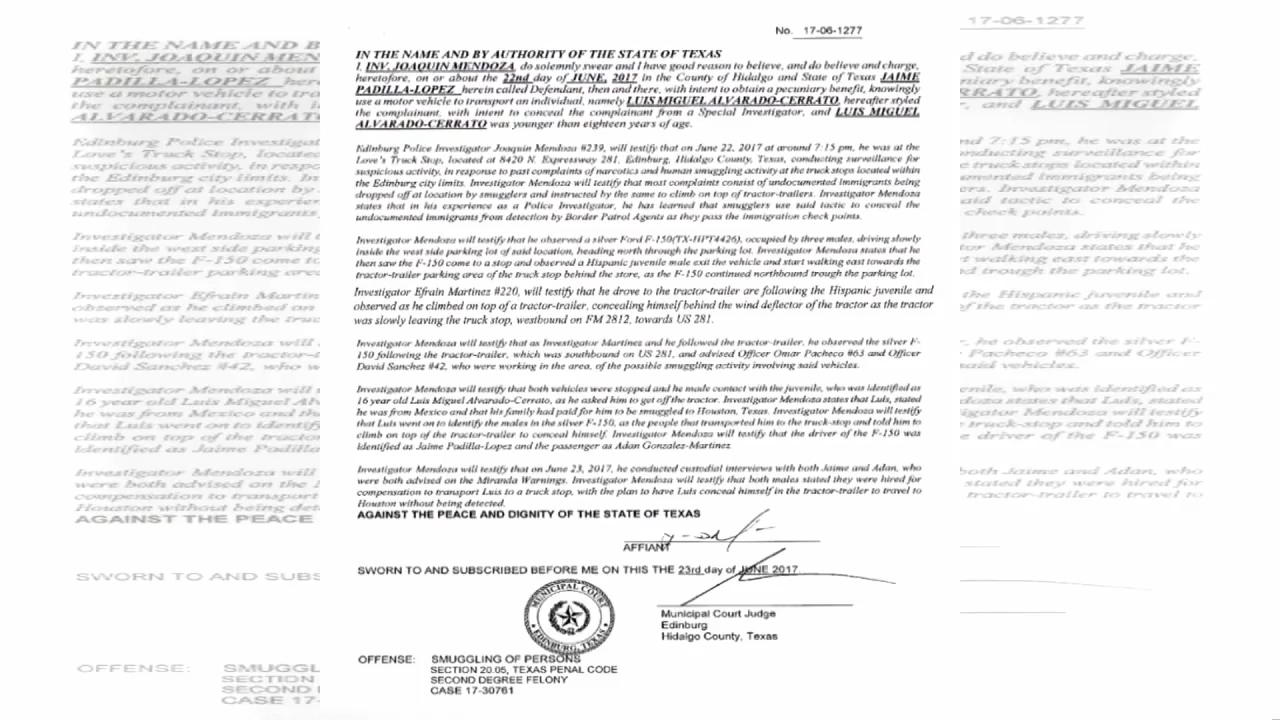 No. 17-06-1277
IN THE NAME AND BY AUTHORITY OF THE STATE OF TEXAS
I, INV. JOAQUIN MENDOZA, do solemnly swear and I have good reason to believe, and do believe and charge,
heretofore, on or about the 22nd day of JUNE, 2017 in the County of Hidalgo and State of Texas JAIME
PADILLA-LOPEZ herein called Defendant, then and there, with intent to obtain a pecuniary benefit, knowingly
use a motor vehicle to transport an individual, namely LUIS MIGUEL ALVARADO-CERRATO, hereafter styled
the complainant, with intent to conceal the complainant from a Special Investigator, and LUIS MIGUEL
ALVARADO-CERRATO was younger than eighteen years of age.
Edinburg Police Investigator Joaquin Mendoza #239, will testify that on June 22, 2017 at around 7:15 pm, he was at the
Love's Truck Stop, located at 8420 N. Expressway 281, Edinburg, Hidalgo County, Texas, conducting surveillance for
suspicious activity, in response to past complaints of narcotics and human smuggling activity at the truck stops located within
the Edinburg city limits. Investigator Mendoza will testify that most complaints consist of undocumented immigrants being
dropped off at location by smugglers and instructed by the same to climb on top of tractor-trailers. Investigator Mendoza
states that in his experience as a Police Investigator, he has learned that smugglers use said tactic to conceal the
undocumented immigrants from detection by Border Patrol Agents as they pass the immigration check points.
Investigator Mendoza will testify that he observed a silver Ford F-150(TX-HPT4426), occupied by three males, driving slowly
inside the west side parking lot of said location, heading north through the parking lot. Investigator Mendoza states that he
then saw the F-150 come to a stop and observed a Hispanic juvenile male exit the vehicle and start walking east towards the
tractor-trailer parking area of the truck stop behind the store, as the F-150 continued northbound trough the parking lot.
Investigator Efrain Martinez #220, will testify that he drove to the tractor-trailer are following the Hispanic juvenile and
observed as he climbed on top of a tractor-trailer, concealing himself behind the wind deflector of the tractor as the tractor
was slowly leaving the truck stop, westbound on FM 2812, towards US 281.
Investigator Mendoza will testify that as Investigator Martinez and he followed the tractor-trailer, he observed the silver F-
150 following the tractor-trailer, which was southbound on US 281, and advised Officer Omar Pacheco #63 and Officer
David Sanchez #42, who were working in the area, of the possible smuggling activity involving said vehicles.
Investigator Mendoza will testify that both vehicles were stopped and he made contact with the juvenile, who was identified as
16 year old Luis Miguel Alvarado-Cerrato, as he asked him to get off the tractor. Investigator Mendoza states that Luis, stated
he was from Mexico and that his family had paid for him to be smuggled to Houston, Texas. Investigator Mendoza will testify
that Luis went on to identify the males in the silver F-150, as the people that transported him to the truck-stop and told him to
climb on top of the tractor-trailer to conceal himself. Investigator Mendoza will testify that the driver of the F-150 was
identified as Jaime Padilla-Lopez and the passenger as Adan Gonzalez-Martinez
Investigator Mendoza will testify that on June 23, 2017, he conducted custodial interviews with both Jaime and Adan, who
were both advised on the Miranda Warnings. Investigator Mendoza will testify that both males stated they were hired for
compensation to transport Luis to a truck stop, with the plan to have Luis conceal himself in the tractor-trailer to travel to
Houston without being detected.
AGAINST THE PEACE AND DIGNITY OF THE STATE OF TEXAS
AFFIANT
SWORN TO AND SUBSCRIBED BEFORE ME ON THIS THE 23rd day of JUNE 2017
MUNICIPAL COURT
EDINBURG, TEXAS
Municipal Court Judge
Edinburg
Hidalgo County, Texas
OFFENSE: SMUGGLING OF PERSONS
SECTION 20.05, TEXAS PENAL CODE
SECOND DEGREE FELONY
CASE 17-30761